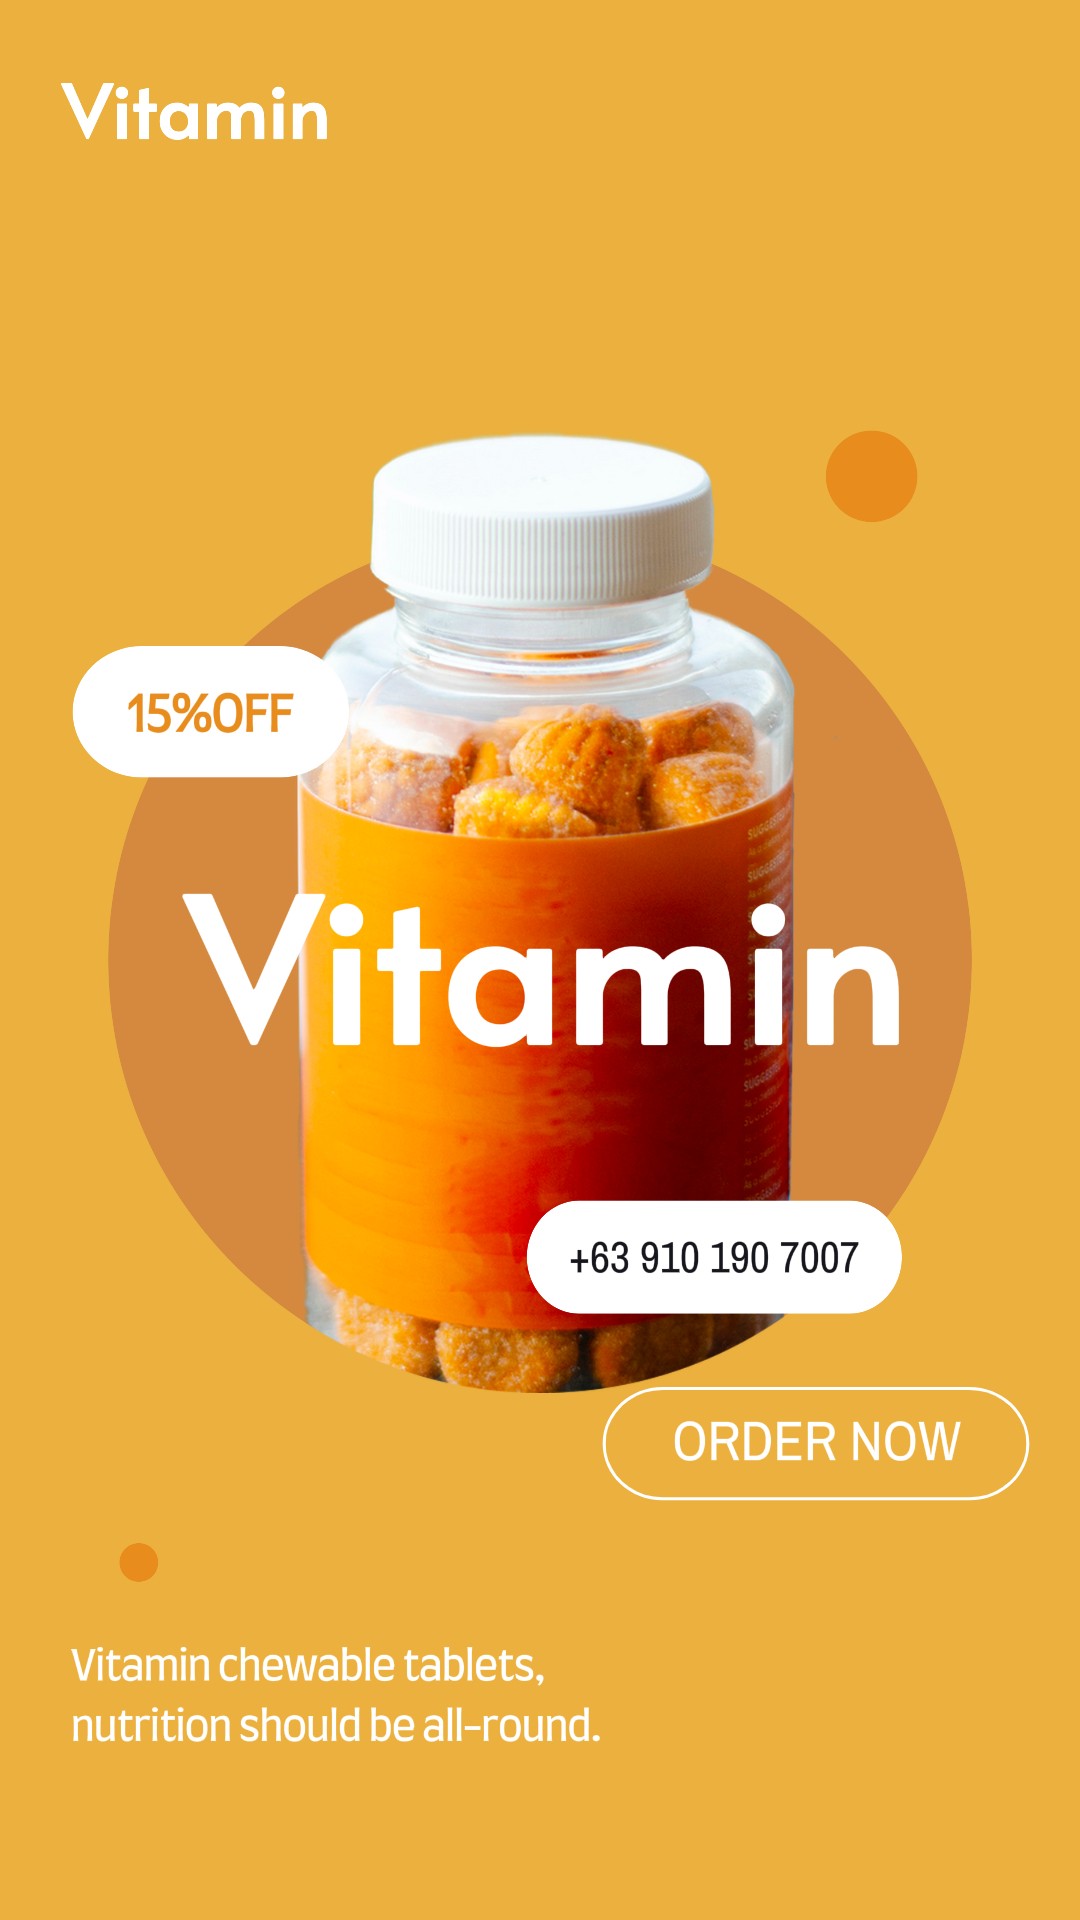 Vitamin
15%OFF
Vitamin
+63 910 190 7007
ORDER NOW
Vitamin chewable tablets,
nutrition should be all-round.